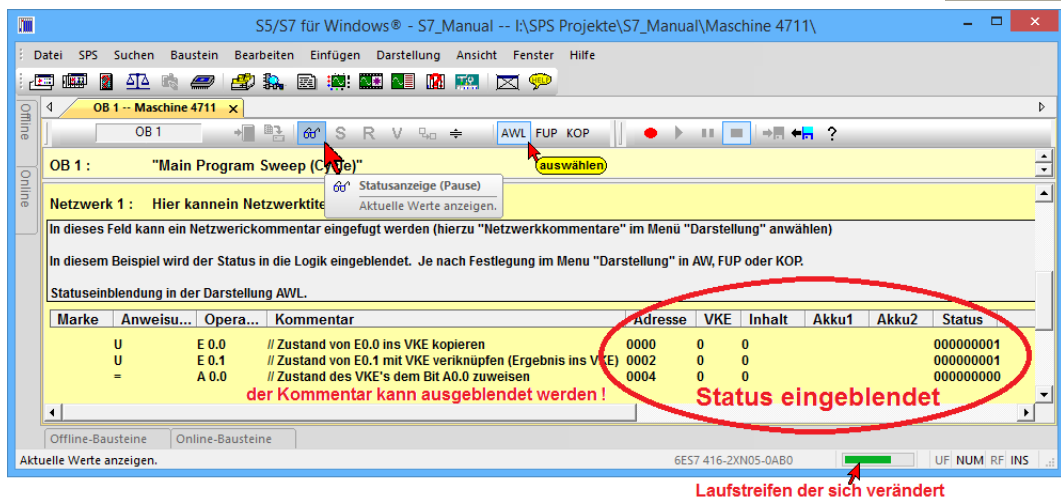 S5/S7 für Windows® - S7_Manual -- I:\SPS Projekte\S7_Manual\Maschine 4711\
Datei SPS Suchen Baustein Bearbeiten Einfügen Darstellung Ansicht Fenster Hilfe
HELP
Offline
Online
OB 1 -- Maschine 4711 x
OB 1 S R V AWL FUP KOP ?
OB 1 : "Main Program Sweep (Cycle)"
auswählen
Statusanzeige (Pause)
Aktuelle Werte anzeigen.
Netzwerk 1 : Hier kannein Netzwerktite
In dieses Feld kann ein Netzwerickommentar eingefugt werden (hierzu "Netzwerkkommentare" im Menü "Darstellung" anwählen)
In diesem Beispiel wird der Status in die Logik eingeblendet. Je nach Festlegung im Menu "Darstellung" in AW, FUP oder KOP.
Statuseinblendung in der Darstellung AWL.
Marke Anweisu... Opera... Kommentar Adresse VKE Inhalt Akku1 Akku2 Status
U E 0.0 // Zustand von E0.0 ins VKE kopieren 0000 0 0 000000001
U E 0.1 // Zustand von E0.1 mit VKE veriknüpfen (Ergebnis ins VKE) 0002 0 0 000000001
= A 0.0 // Zustand des VKE's dem Bit A0.0 zuweisen 0004 0 0 000000000
der Kommentar kann ausgeblendet werden !
Status eingeblendet
Offline-Bausteine Online-Bausteine
Aktuelle Werte anzeigen. 6ES7 416-2XN05-0AB0 UF NUM RF INS
Laufstreifen der sich verändert